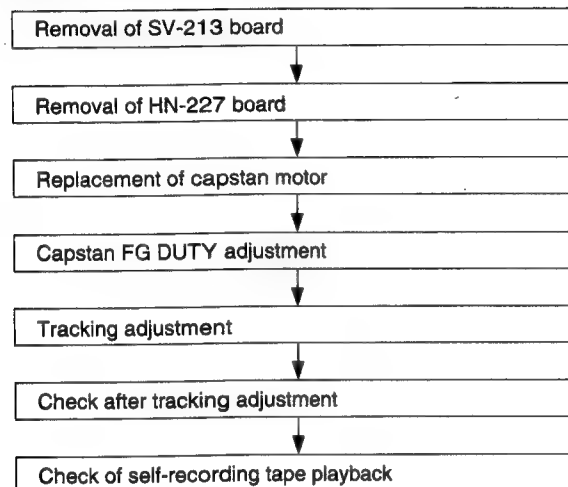 Removal of SV-213 board
Removal of HN-227 board
Replacement of capstan motor
Capstan FG DUTY adjustment
Tracking adjustment
Check after tracking adjustment
Check of self-recording tape playback